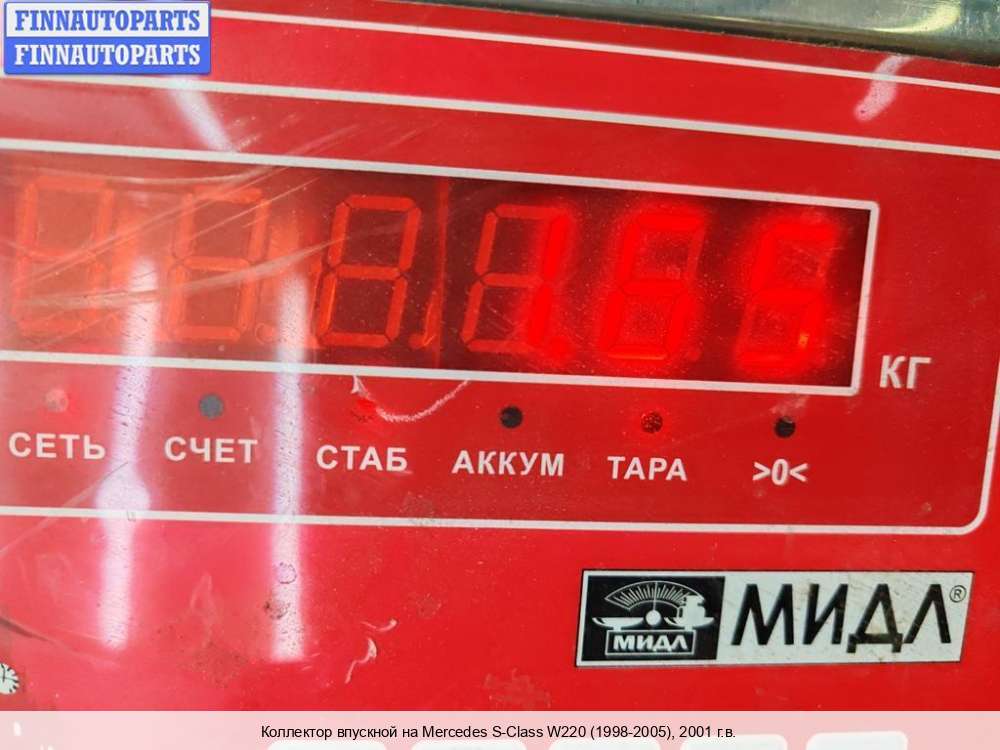 FINNAUTOPARTS
FINNAUTOPARTS
1.65
КГ
СЕТЬ СЧЕТ СТАБ АККУМ ТАРА >0<
МИДЛ МИДЛ®
Коллектор впускной на Mercedes S-Class W220 (1998-2005), 2001 г.в.